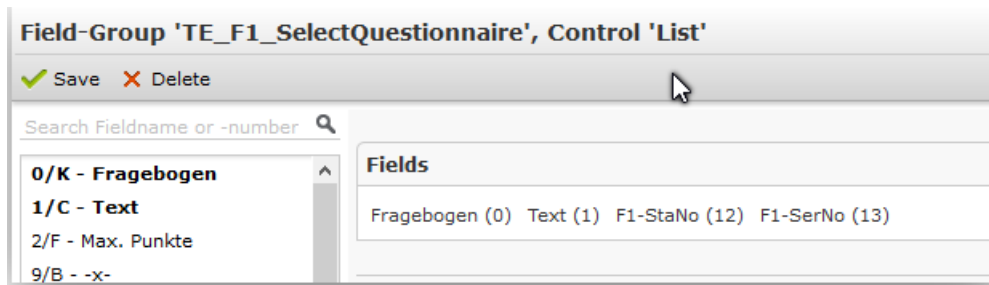 Field-Group 'TE_F1_SelectQuestionnaire', Control 'List'
Save Delete
Search Fieldname or -number
0/K - Fragebogen
1/C - Text
2/F - Max. Punkte
9/B - -x-
Fields
Fragebogen (0) Text (1) F1-StaNo (12) F1-SerNo (13)